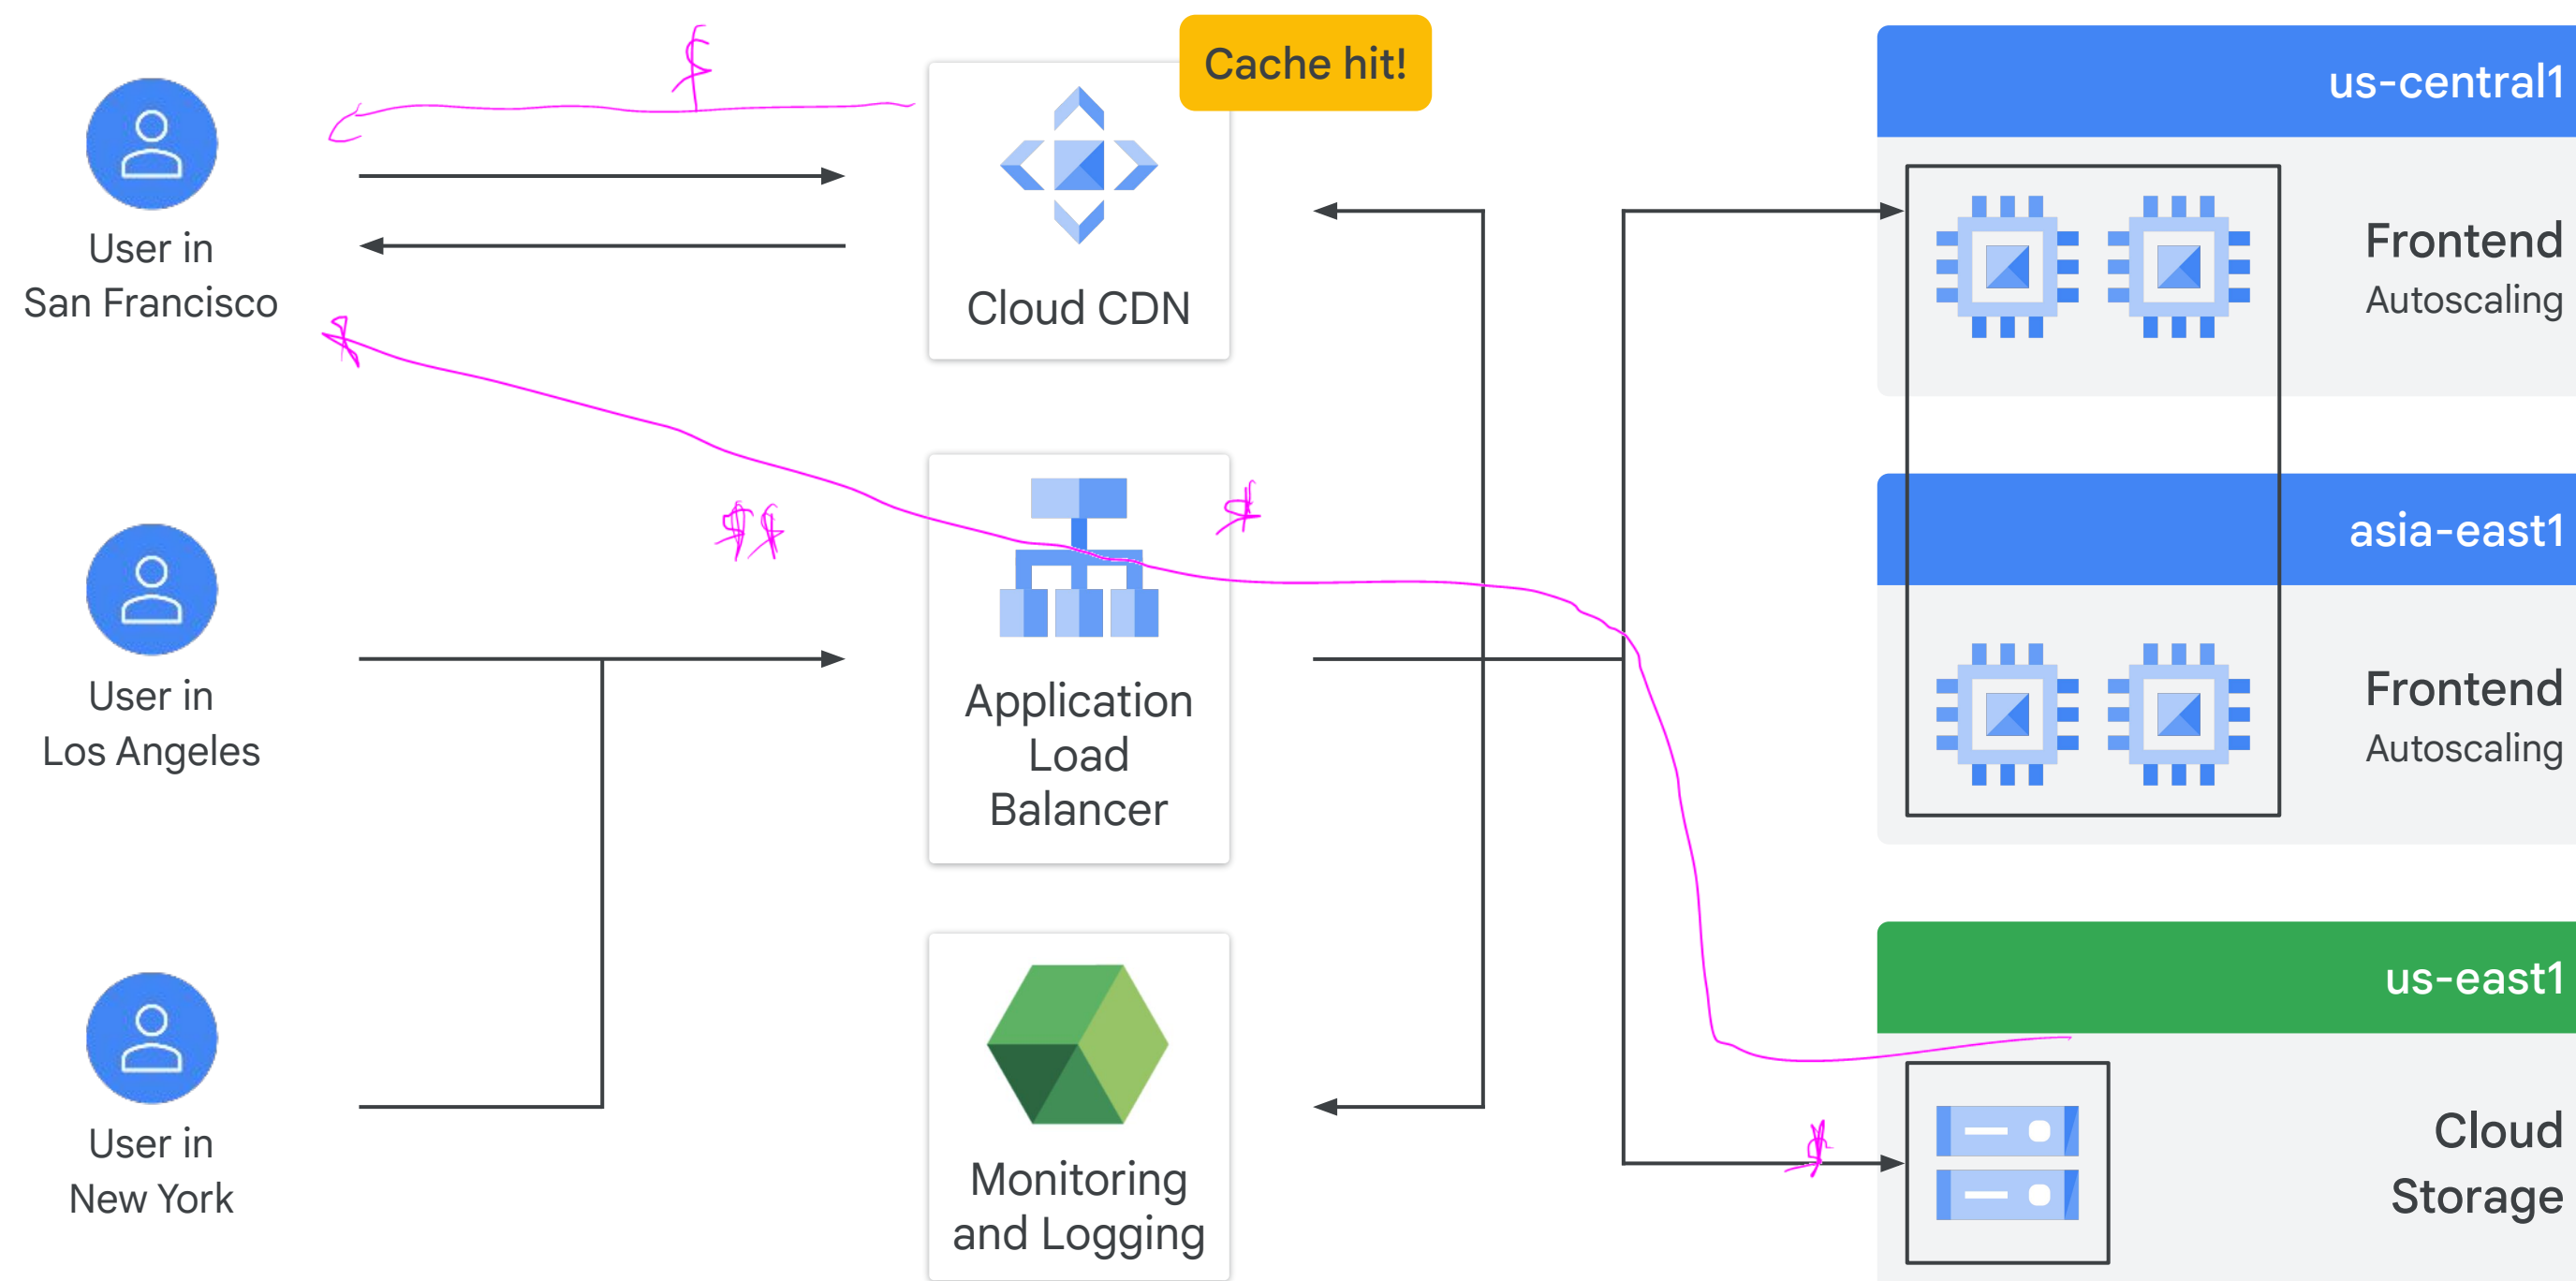 Cache hit!
User in
San Francisco
Cloud CDN
us-central1
Frontend
Autoscaling
$
$
User in
Los Angeles
$$
$
Application
Load
Balancer
asia-east1
Frontend
Autoscaling
User in
New York
Monitoring
and Logging
us-east1
$
Cloud
Storage